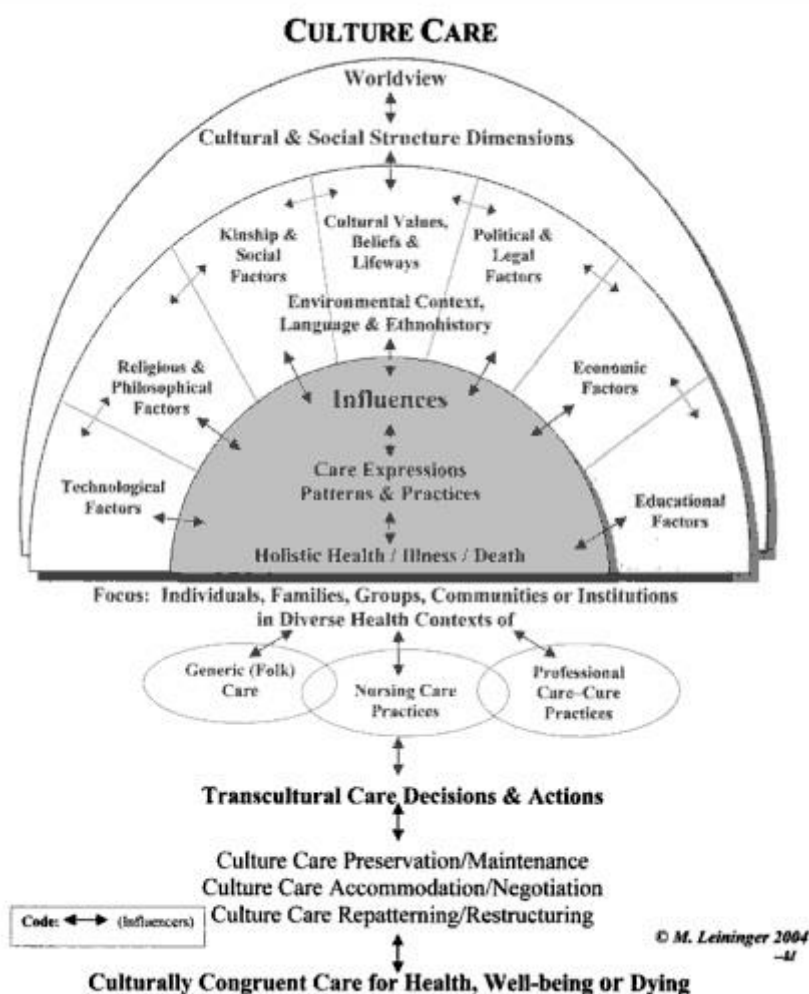 CULTURE CARE
Worldview
Cultural & Social Structure Dimensions
Kinship &
Social
Factors
Cultural Values,
Beliefs &
Lifeways
Political &
Legal
Factors
Environmental Context,
Language & Ethnohistory
Religious &
Philosophical
Factors
Economic
Factors
Technological
Factors
Educational
Factors
Influences
Care Expressions
Patterns & Practices
Holistic Health / Illness / Death
Focus: Individuals, Families, Groups, Communities or Institutions
in Diverse Health Contexts of
Generic (Folk)
Care
Nursing Care
Practices
Professional
Care–Cure
Practices
Transcultural Care Decisions & Actions
Culture Care Preservation/Maintenance
Culture Care Accommodation/Negotiation
Culture Care Repatterning/Restructuring
Code: (Influencers)
© M. Leininger 2004
Culturally Congruent Care for Health, Well-being or Dying